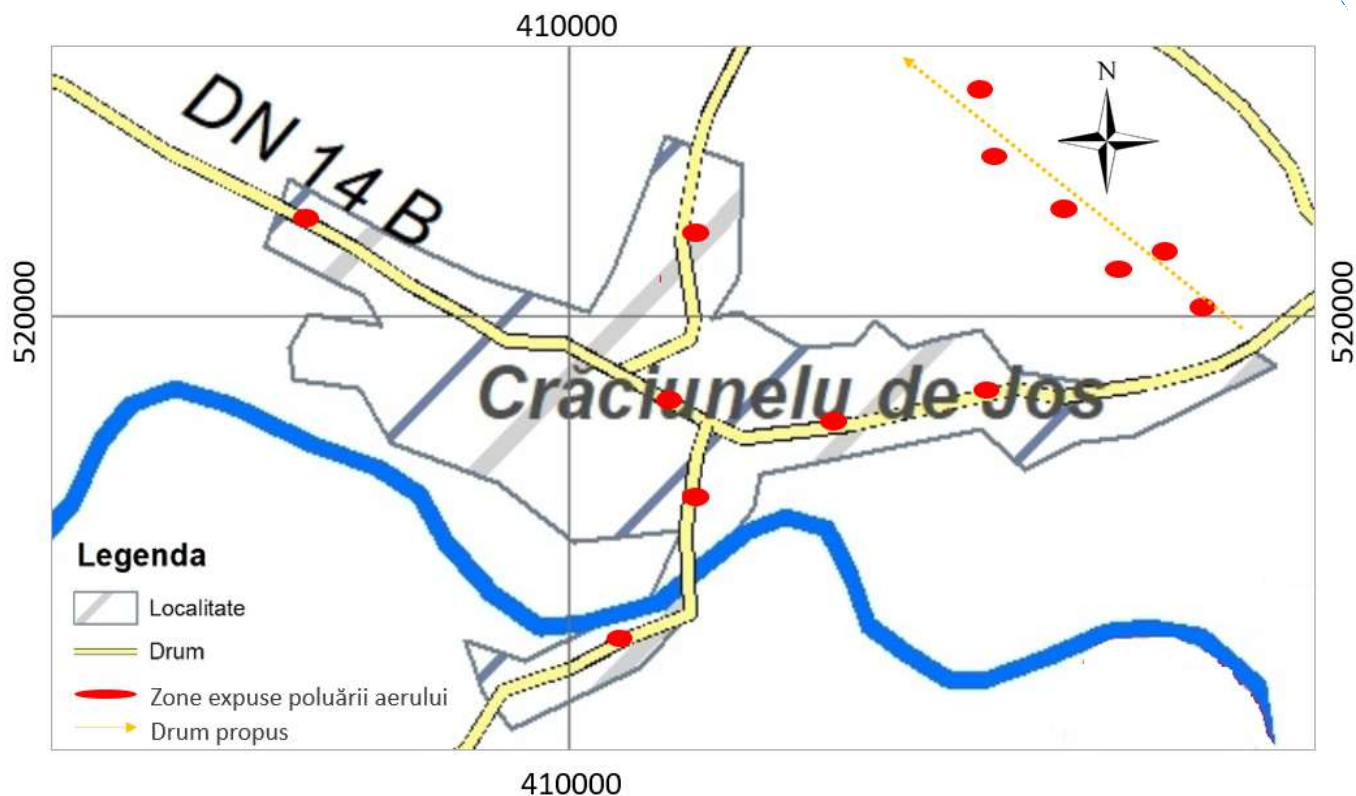 410000
N
DN 14 B
520000
520000
Crăciunelu de Jos
Legenda
Localitate
Drum
Zone expuse poluării aerului
Drum propus
410000